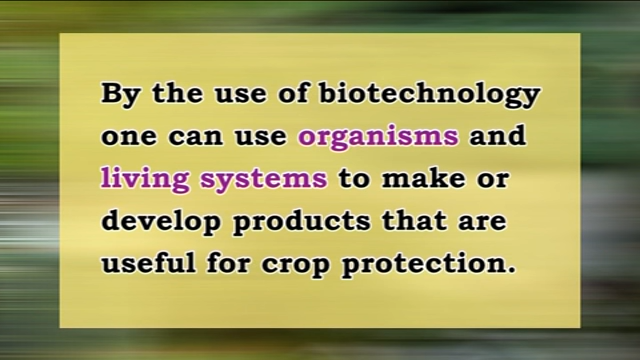 By the use of biotechnology
one can use organisms and
living systems to make or
develop products that are
useful for crop protection.